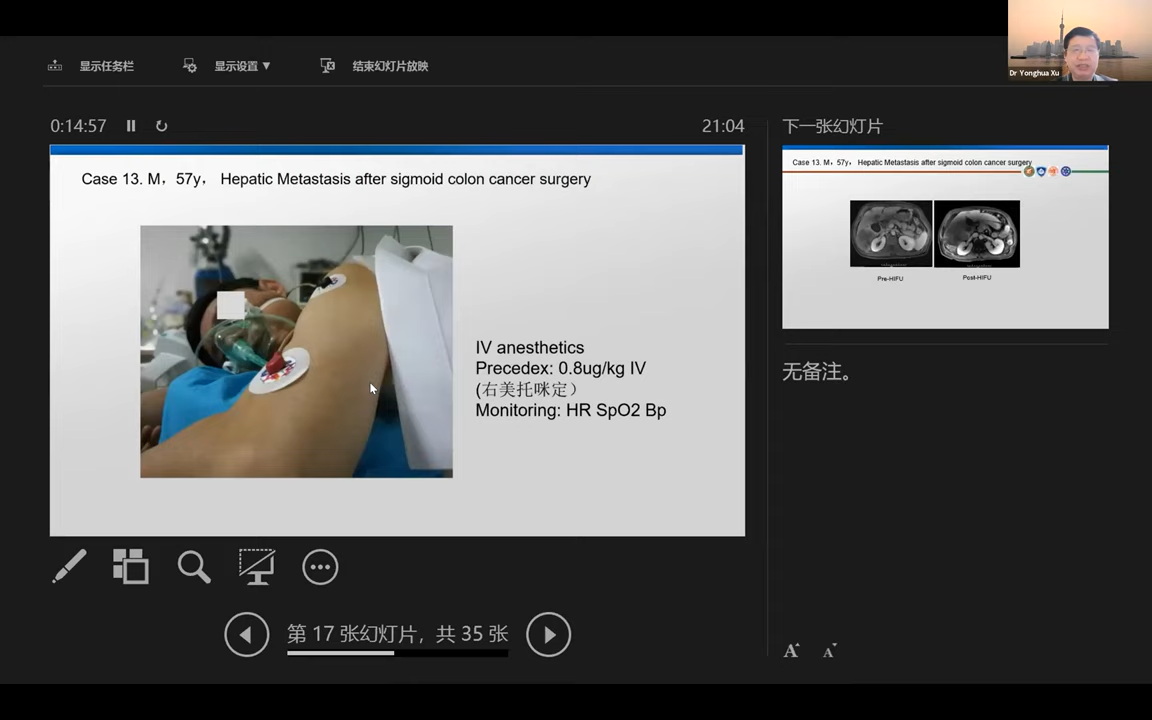 Dr Yonghua Xu
显示任务栏
显示设置 ▼
结束幻灯片放映
0:14:57
21:04
下一张幻灯片
Case 13. M，57y， Hepatic Metastasis after sigmoid colon cancer surgery
IV anesthetics
Precedex: 0.8ug/kg IV
(右美托咪定）
Monitoring: HR SpO2 Bp
Case 13. M，57y， Hepatic Metastasis after sigmoid colon cancer surgery
Pre-HIFU
Post-HIFU
无备注。
第 17 张幻灯片，共 35 张
A
A